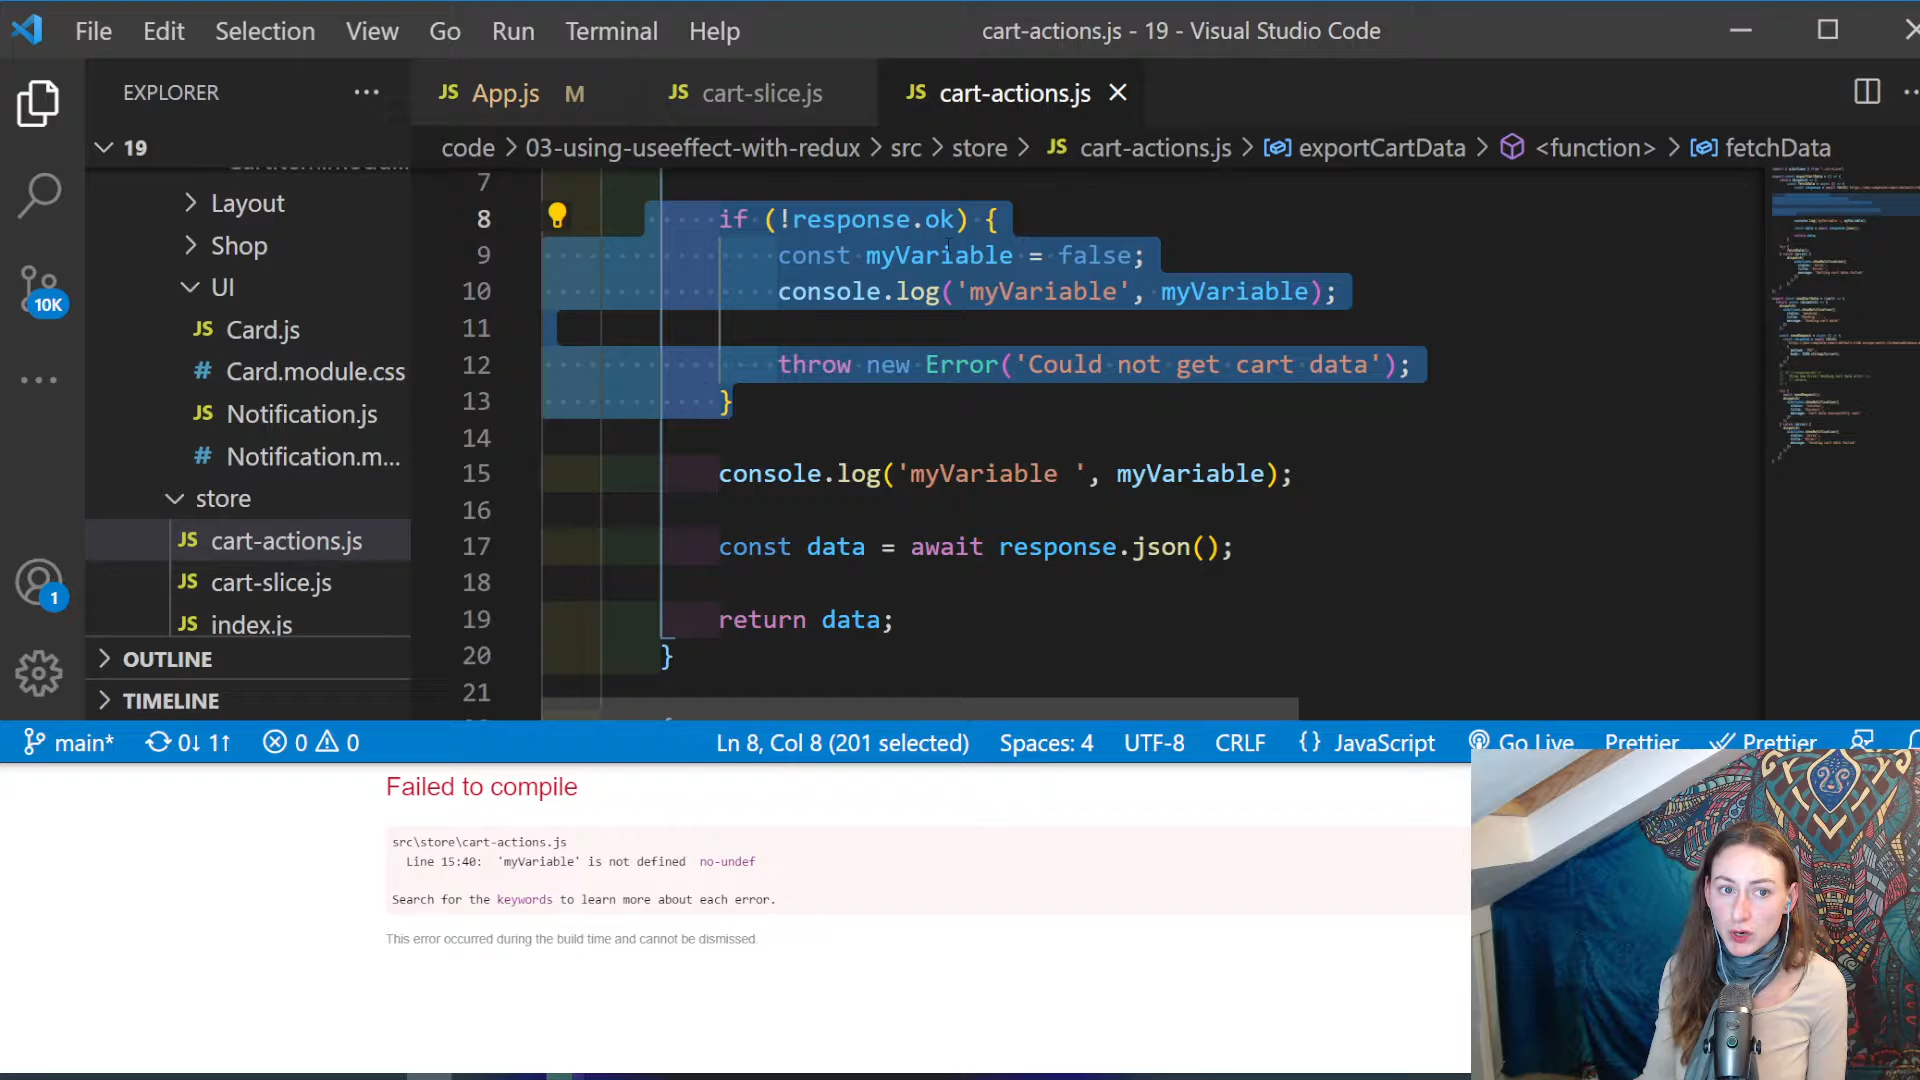 File Edit Selection View Go Run Terminal Help
cart-actions.js - 19 - Visual Studio Code
EXPLORER
JS App.js M
JS cart-slice.js
JS cart-actions.js
19
code > 03-using-useeffect-with-redux > src > store > JS cart-actions.js > exportCartData > <function> > fetchData
Layout
Shop
UI
JS Card.js
# Card.module.css
JS Notification.js
# Notification.m...
store
JS cart-actions.js
JS cart-slice.js
JS index.js
OUTLINE
TIMELINE
10K
1
7
8 if (!response.ok) {
9 const myVariable = false;
10 console.log('myVariable', myVariable);
11
12 throw new Error('Could not get cart data');
13 }
14
15 console.log('myVariable ', myVariable);
16
17 const data = await response.json();
18
19 return data;
20 }
21
main* 0↓ 1↑ 0 0 Ln 8, Col 8 (201 selected) Spaces: 4 UTF-8 CRLF {} JavaScript Go Live Prettier Prettier
Failed to compile
src\store\cart-actions.js
Line 15:40: 'myVariable' is not defined no-undef
Search for the keywords to learn more about each error.
This error occurred during the build time and cannot be dismissed.